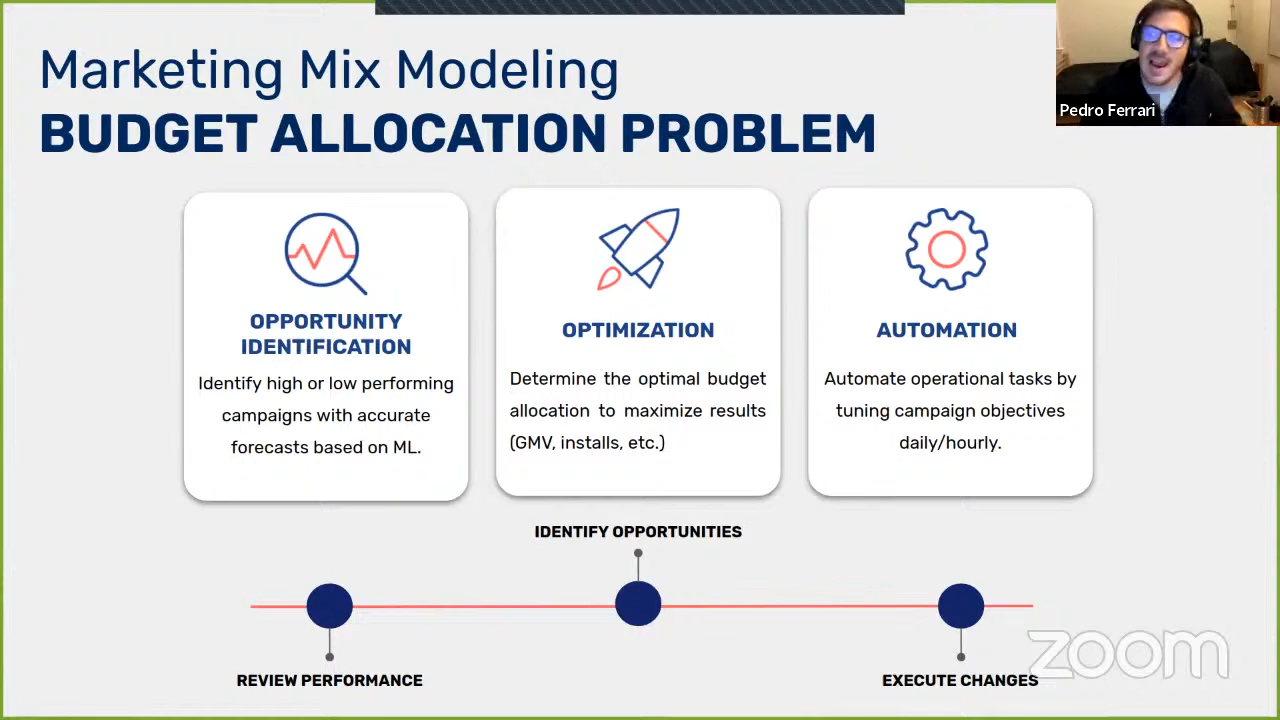 Marketing Mix Modeling
BUDGET ALLOCATION PROBLEM
Pedro Ferrari
OPPORTUNITY
IDENTIFICATION
Identify high or low performing
campaigns with accurate
forecasts based on ML.
OPTIMIZATION
Determine the optimal budget
allocation to maximize results
(GMV, installs, etc.)
AUTOMATION
Automate operational tasks by
tuning campaign objectives
daily/hourly.
IDENTIFY OPPORTUNITIES
REVIEW PERFORMANCE
EXECUTE CHANGES
zoom